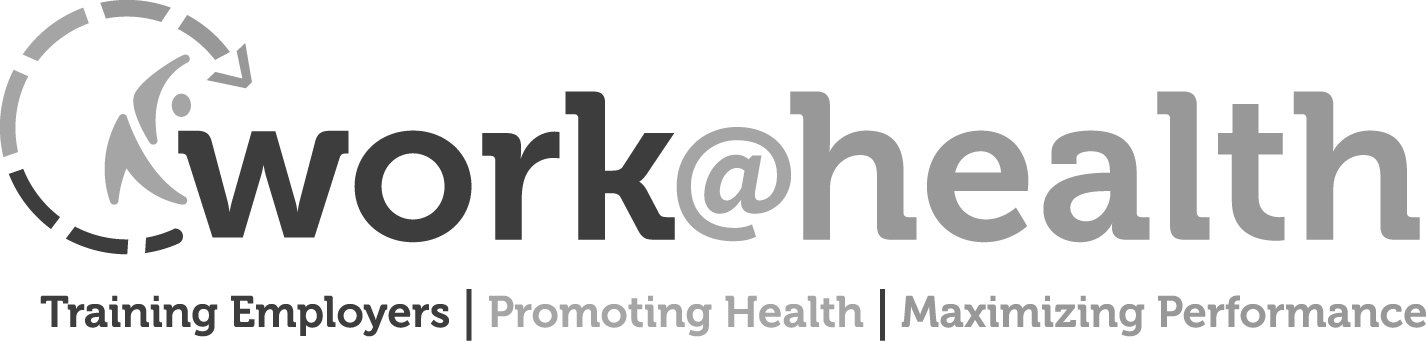 work@health
Training Employers | Promoting Health | Maximizing Performance